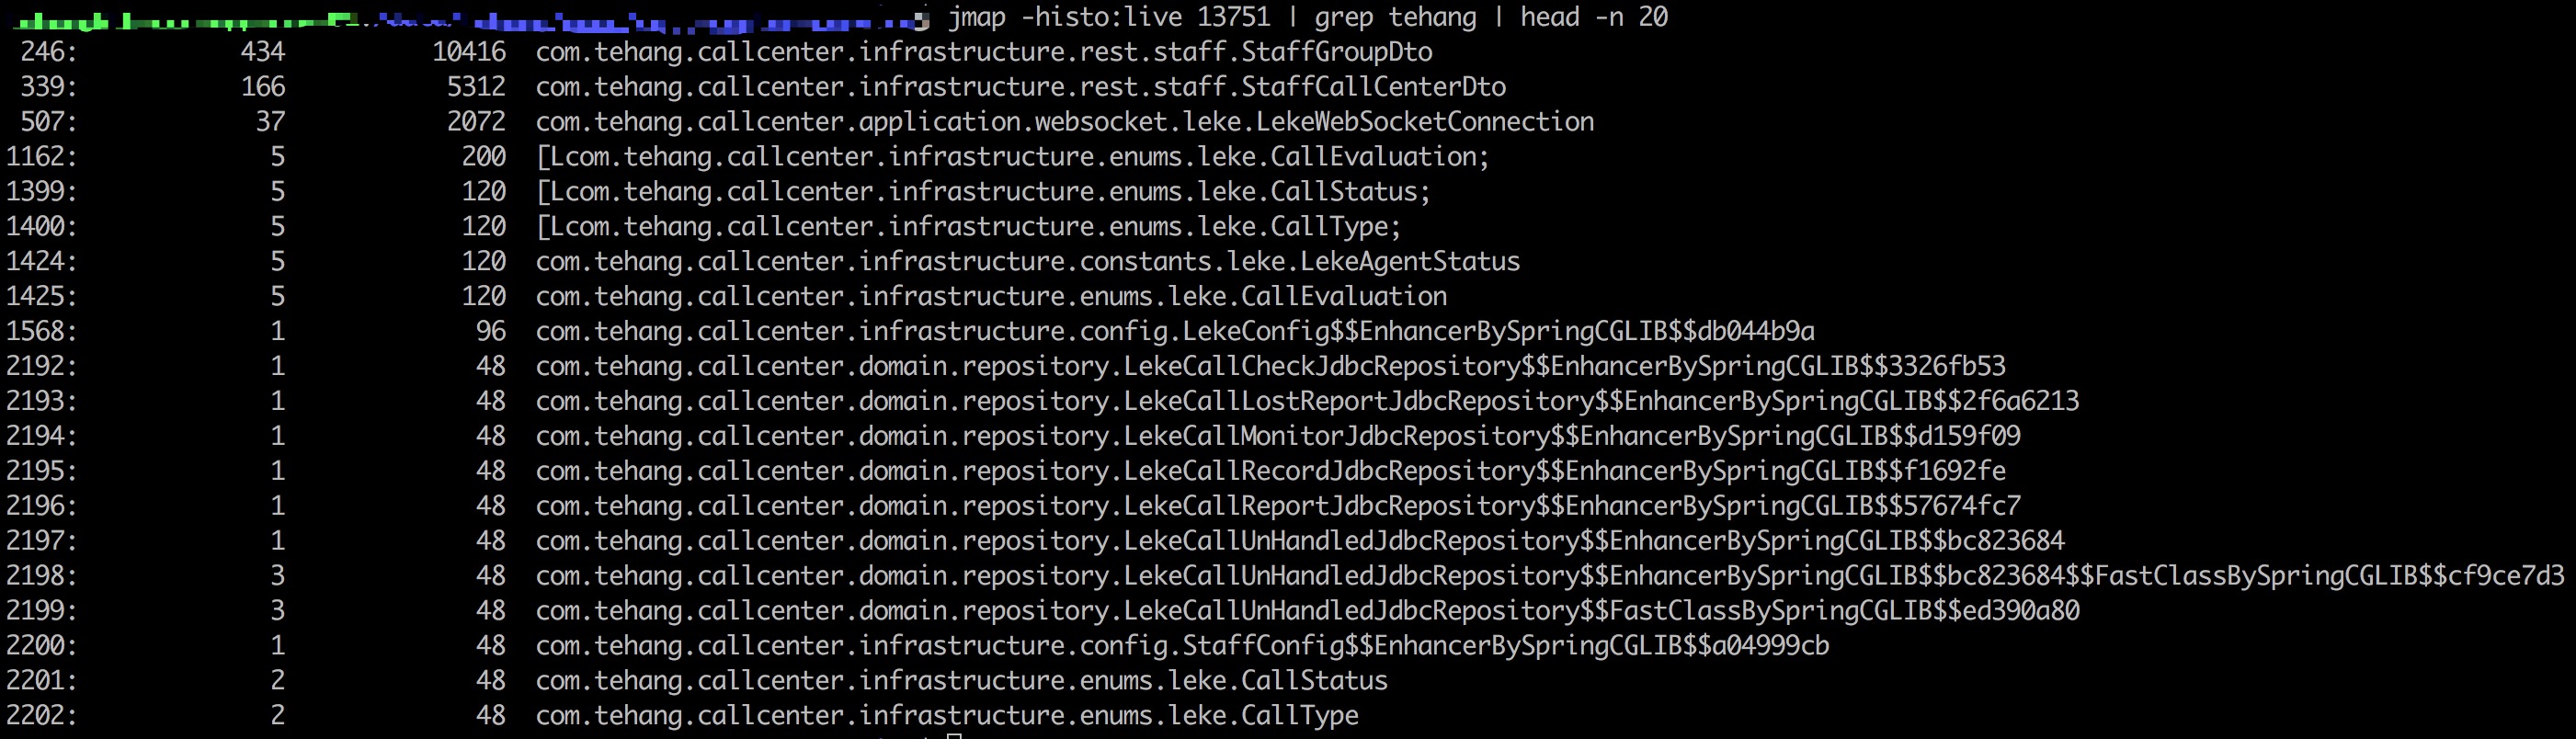 jmap -histo:live 13751 | grep tehang | head -n 20
246: 434 10416 com.tehang.callcenter.infrastructure.rest.staff.StaffGroupDto
339: 166 5312 com.tehang.callcenter.infrastructure.rest.staff.StaffCallCenterDto
507: 37 2072 com.tehang.callcenter.application.websocket.leke.LekeWebSocketConnection
1162: 5 200 [Lcom.tehang.callcenter.infrastructure.enums.leke.CallEvaluation;
1399: 5 120 [Lcom.tehang.callcenter.infrastructure.enums.leke.CallStatus;
1400: 5 120 [Lcom.tehang.callcenter.infrastructure.enums.leke.CallType;
1424: 5 120 com.tehang.callcenter.infrastructure.constants.leke.LekeAgentStatus
1425: 5 120 com.tehang.callcenter.infrastructure.enums.leke.CallEvaluation
1568: 1 96 com.tehang.callcenter.infrastructure.config.LekeConfig$$EnhancerBySpringCGLIB$$db044b9a
2192: 1 48 com.tehang.callcenter.domain.repository.LekeCallCheckJdbcRepository$$EnhancerBySpringCGLIB$$3326fb53
2193: 1 48 com.tehang.callcenter.domain.repository.LekeCallLostReportJdbcRepository$$EnhancerBySpringCGLIB$$2f6a6213
2194: 1 48 com.tehang.callcenter.domain.repository.LekeCallMonitorJdbcRepository$$EnhancerBySpringCGLIB$$d159f09
2195: 1 48 com.tehang.callcenter.domain.repository.LekeCallRecordJdbcRepository$$EnhancerBySpringCGLIB$$f1692fe
2196: 1 48 com.tehang.callcenter.domain.repository.LekeCallReportJdbcRepository$$EnhancerBySpringCGLIB$$57674fc7
2197: 1 48 com.tehang.callcenter.domain.repository.LekeCallUnHandledJdbcRepository$$EnhancerBySpringCGLIB$$bc823684
2198: 3 48 com.tehang.callcenter.domain.repository.LekeCallUnHandledJdbcRepository$$EnhancerBySpringCGLIB$$bc823684$$FastClassBySpringCGLIB$$cf9ce7d3
2199: 3 48 com.tehang.callcenter.domain.repository.LekeCallUnHandledJdbcRepository$$FastClassBySpringCGLIB$$ed390a80
2200: 1 48 com.tehang.callcenter.infrastructure.config.StaffConfig$$EnhancerBySpringCGLIB$$a04999cb
2201: 2 48 com.tehang.callcenter.infrastructure.enums.leke.CallStatus
2202: 2 48 com.tehang.callcenter.infrastructure.enums.leke.CallType